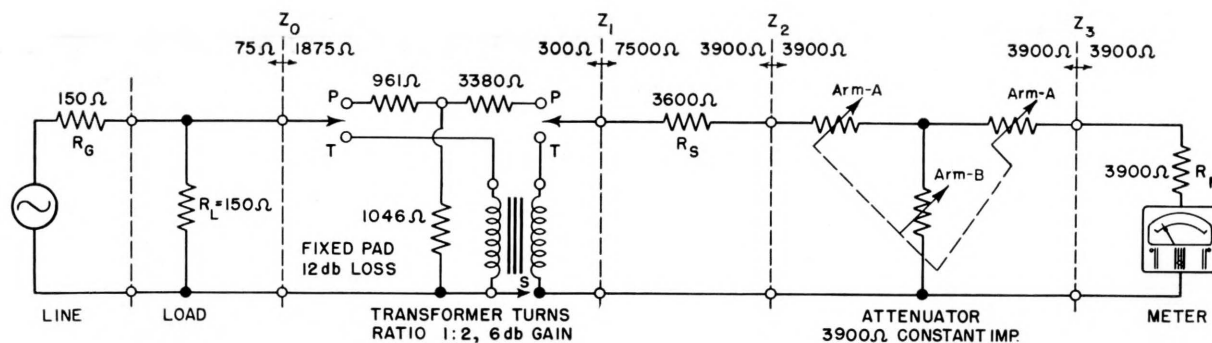 Z0
75Ω 1875Ω
Z1
300Ω 7500Ω
Z2
3900Ω 3900Ω
Z3
3900Ω 3900Ω
150Ω
RG
P
961Ω
3380Ω
P
T
T
3600Ω
RS
Arm-A
Arm-A
Arm-B
3900Ω
RL=150Ω
1046Ω
FIXED PAD
12db LOSS
S
LINE
LOAD
TRANSFORMER TURNS
RATIO 1:2, 6db GAIN
ATTENUATOR
3900Ω CONSTANT IMP.
METER